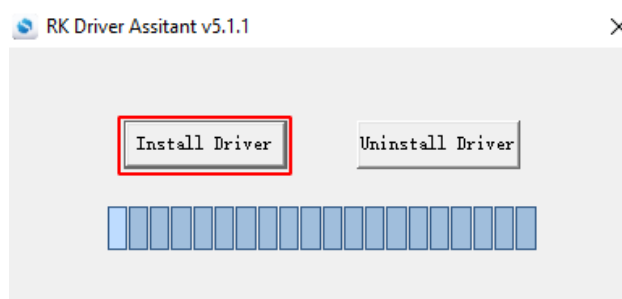 RK Driver Assitant v5.1.1
Install Driver
Uninstall Driver